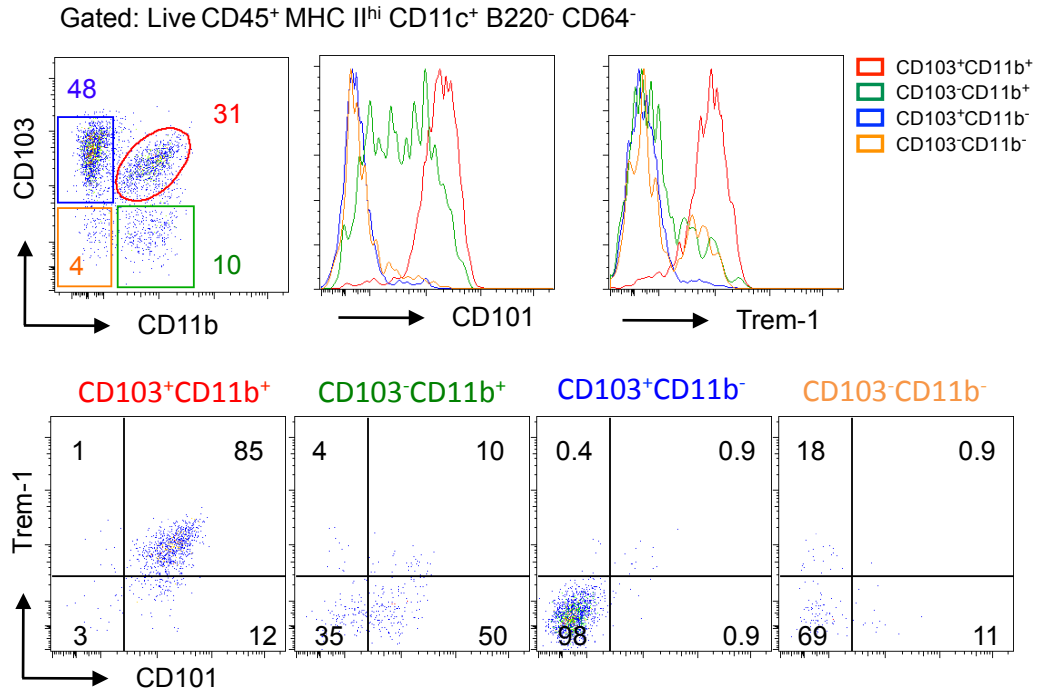 Gated: Live CD45⁺ MHC IIʰⁱ CD11c⁺ B220⁻ CD64⁻
48
31
4
10
CD103
CD11b
CD101
Trem-1
CD103⁺CD11b⁺
CD103⁻CD11b⁺
CD103⁺CD11b⁻
CD103⁻CD11b⁻
CD103⁺CD11b⁺
CD103⁻CD11b⁺
CD103⁺CD11b⁻
CD103⁻CD11b⁻
1 85
4 10
0.4 0.9
18 0.9
Trem-1
3 12
35 50
98 0.9
69 11
CD101